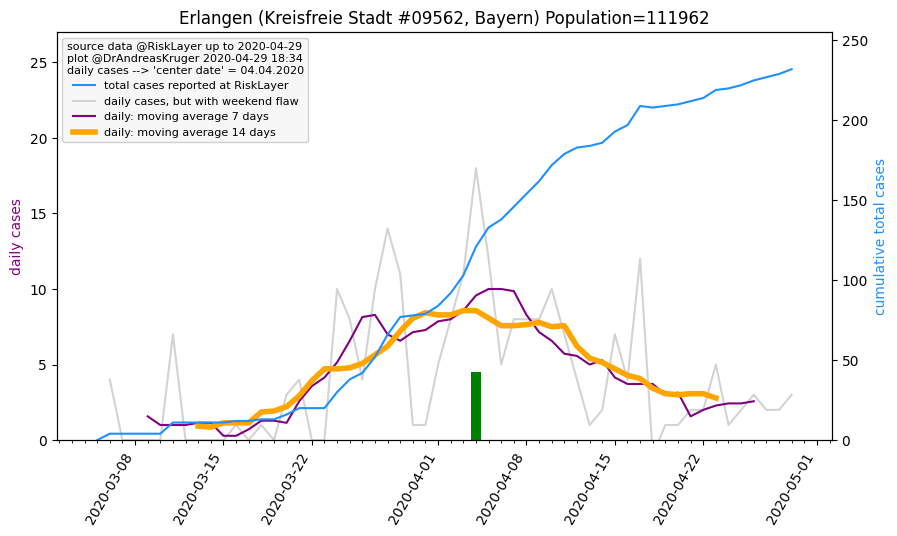 Erlangen (Kreisfreie Stadt #09562, Bayern) Population=111962
source data @RiskLayer up to 2020-04-29
plot @DrAndreasKruger 2020-04-29 18:34
daily cases --> 'center date' = 04.04.2020
total cases reported at RiskLayer
daily cases, but with weekend flaw
daily: moving average 7 days
daily: moving average 14 days
daily cases
25
20
15
10
5
0
250
200
150
100
50
0
cumulative total cases
2020-03-08
2020-03-15
2020-03-22
2020-04-01
2020-04-08
2020-04-15
2020-04-22
2020-05-01